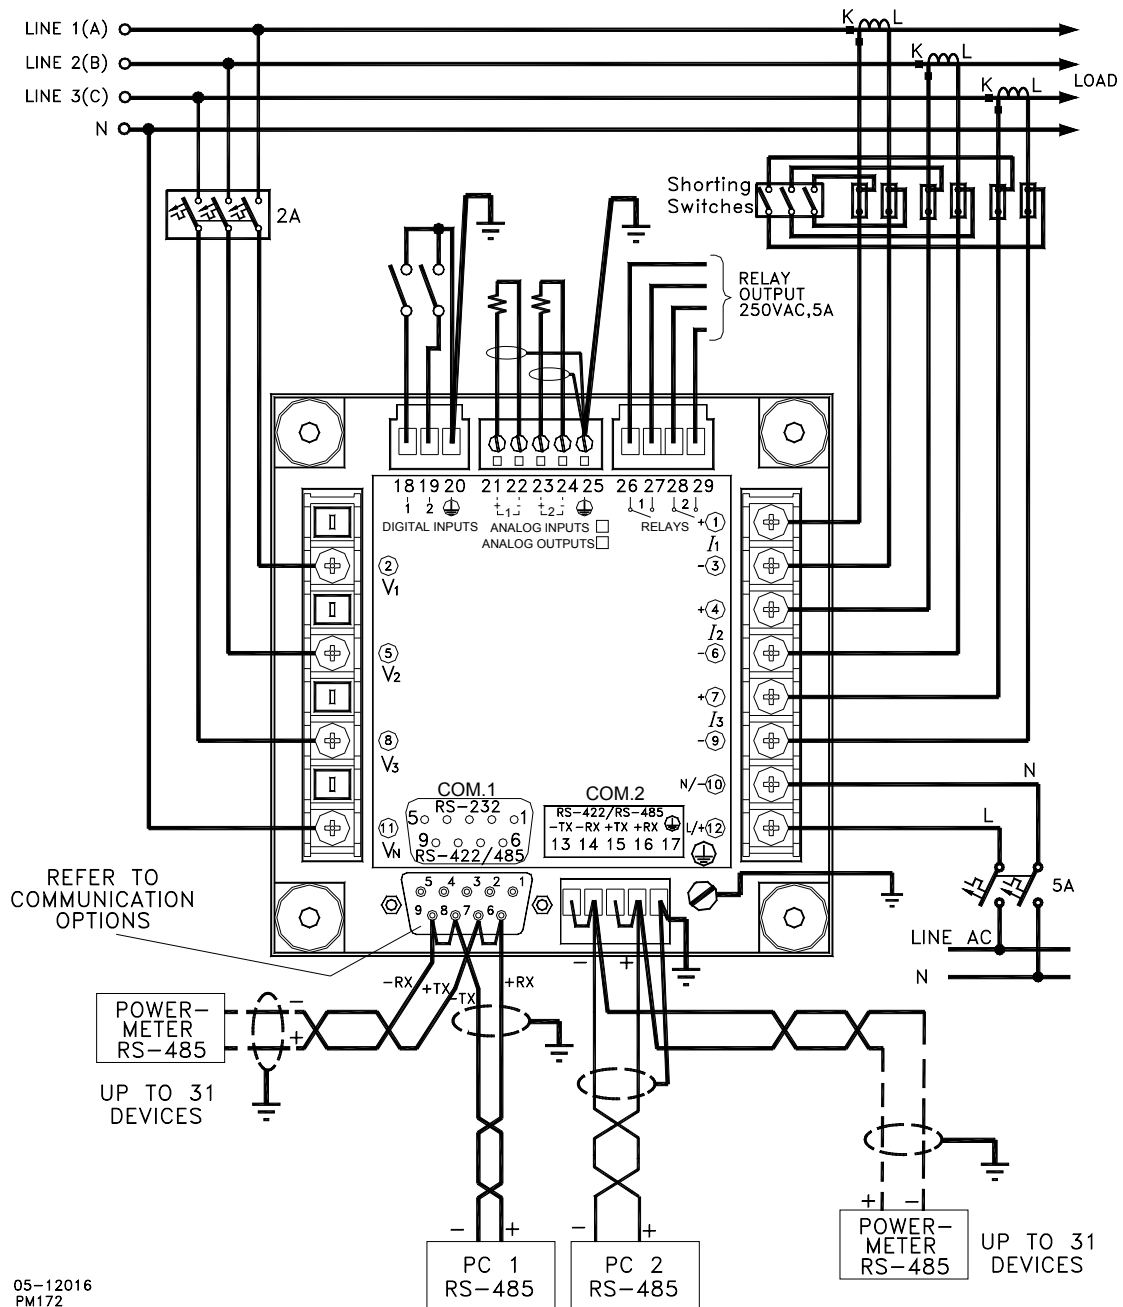 LINE 1(A)
LINE 2(B)
LINE 3(C)
N
K L
K L
K L
LOAD
2A
Shorting
Switches
RELAY
OUTPUT
250VAC,5A
18 19 20 21 22 23 24 25 26 27 28 29
1 2 + 1 - + 2 - 1 2
DIGITAL INPUTS
ANALOG INPUTS
ANALOG OUTPUTS
RELAYS
2
V1
5
V2
8
V3
11
VN
+1
I1
-3
+4
I2
-6
+7
I3
-9
N/-10
L/+12
N
L
5A
LINE AC
N
COM.1
RS-232
5 1
9 6
RS-422/485
COM.2
RS-422/RS-485
-TX -RX +TX +RX
13 14 15 16 17
5 4 3 2 1
9 8 7 6
REFER TO
COMMUNICATION
OPTIONS
-RX
+TX
-TX
+RX
- +
POWER-
METER
RS-485
-
+
UP TO 31
DEVICES
- +
PC 1
RS-485
- +
PC 2
RS-485
+ -
POWER-
METER
RS-485
UP TO 31
DEVICES
05-12016
PM172